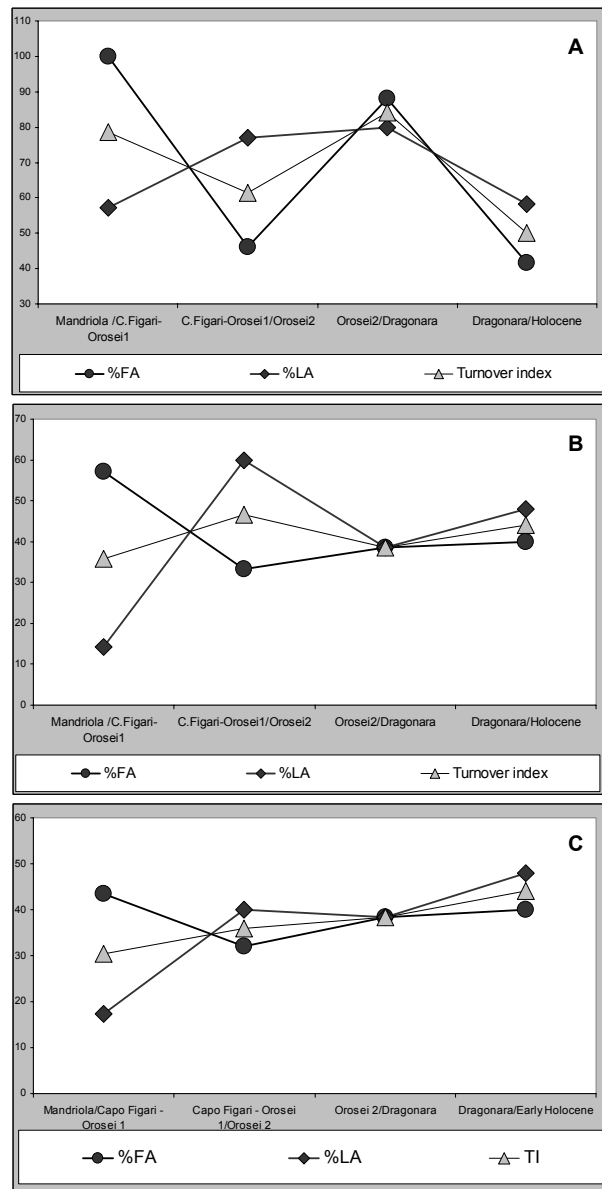 110
A
100
90
80
70
60
50
40
30
Mandriola /C.Figari- C.Figari-Orosei1/Orosei2 Orosei2/Dragonara Dragonara/Holocene
Orosei1
%FA %LA Turnover index
70
B
60
50
40
30
20
10
0
Mandriola /C.Figari- C.Figari-Orosei1/Orosei2 Orosei2/Dragonara Dragonara/Holocene
Orosei1
%FA %LA Turnover index
60
C
50
40
30
20
10
0
Mandriola/Capo Figari - Capo Figari - Orosei Orosei 2/Dragonara Dragonara/Early Holocene
Orosei 1 1/Orosei 2
%FA %LA TI